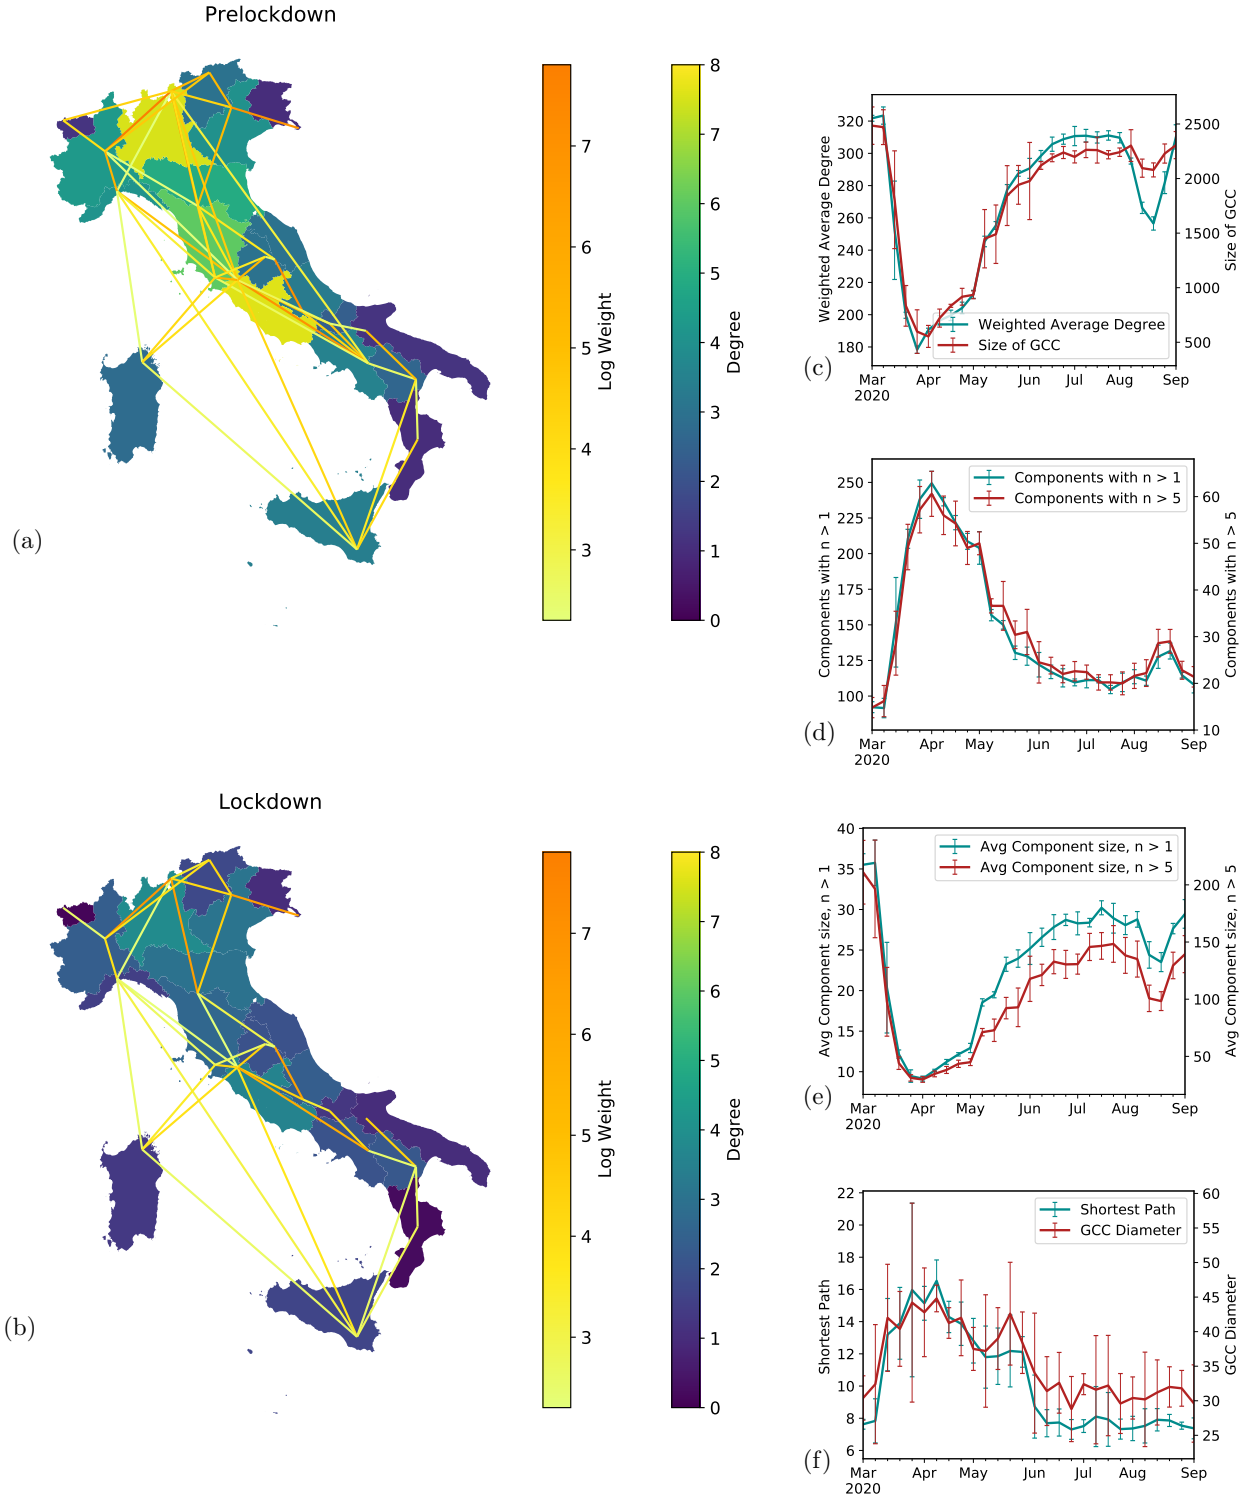 Prelockdown
7
6
5
4
3
Log Weight
8
7
6
5
4
3
2
1
0
Degree
(a)
Lockdown
7
6
5
4
3
Log Weight
8
7
6
5
4
3
2
1
0
Degree
(b)
320
300
280
260
240
220
200
180
Weighted Average Degree
2500
2000
1500
1000
500
Size of GCC
Weighted Average Degree
Size of GCC
Mar Apr May Jun Jul Aug Sep
2020
(c)
250
225
200
175
150
125
100
Components with n > 1
60
50
40
30
20
10
Components with n > 5
Components with n > 1
Components with n > 5
Mar Apr May Jun Jul Aug Sep
2020
(d)
40
35
30
25
20
15
10
Avg Component size, n > 1
200
150
100
50
Avg Component size, n > 5
Avg Component size, n > 1
Avg Component size, n > 5
Mar Apr May Jun Jul Aug Sep
2020
(e)
22
20
18
16
14
12
10
8
6
Shortest Path
60
55
50
45
40
35
30
25
GCC Diameter
Shortest Path
GCC Diameter
Mar Apr May Jun Jul Aug Sep
2020
(f)